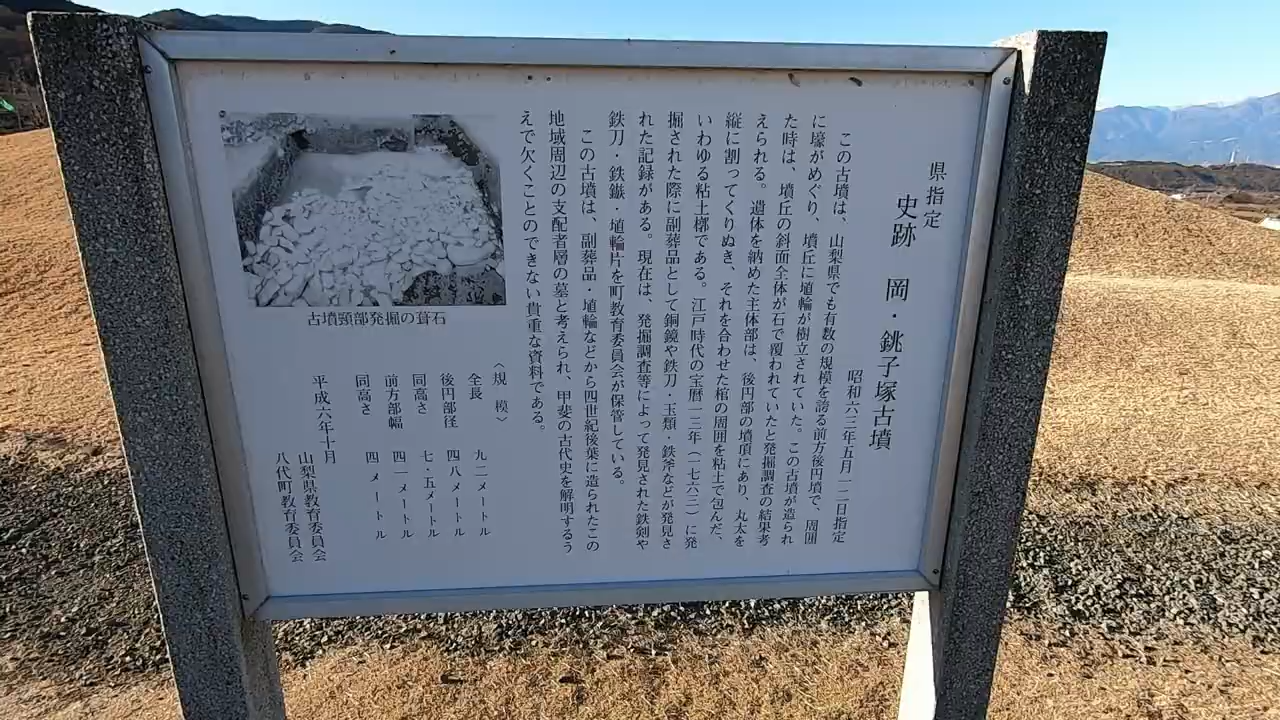 県指定
史跡　岡・銚子塚古墳
昭和六三年五月一二日指定
この古墳は、山梨県でも有数の規模を誇る前方後円墳で、周囲
に壕がめぐり、墳丘に埴輪が樹立されていた。この古墳が造られ
た時は、墳丘の斜面全体が石で覆われていたと発掘調査の結果考
えられる。遺体を納めた主体部は、後円部の墳頂にあり、丸太を
縦に割ってくりぬき、それを合わせた棺の周囲を粘土で包んだ、
いわゆる粘土槨である。江戸時代の宝暦一三年（一七六三）に発
掘された際に副葬品として銅鏡や鉄刀・玉類・鉄斧などが発見さ
れた記録がある。現在は、発掘調査等によって発見された鉄剣や
鉄刀・鉄鏃・埴輪片を町教育委員会が保管している。
この古墳は、副葬品・埴輪などから四世紀後葉に造られたこの
地域周辺の支配者層の墓と考えられ、甲斐の古代史を解明するう
えで欠くことのできない貴重な資料である。
〈規　模〉
全長　九二メートル
後円部径　四八メートル
同高さ　七・五メートル
前方部幅　四一メートル
同高さ　四メートル
平成六年十月
山梨県教育委員会
八代町教育委員会
古墳頸部発掘の葺石